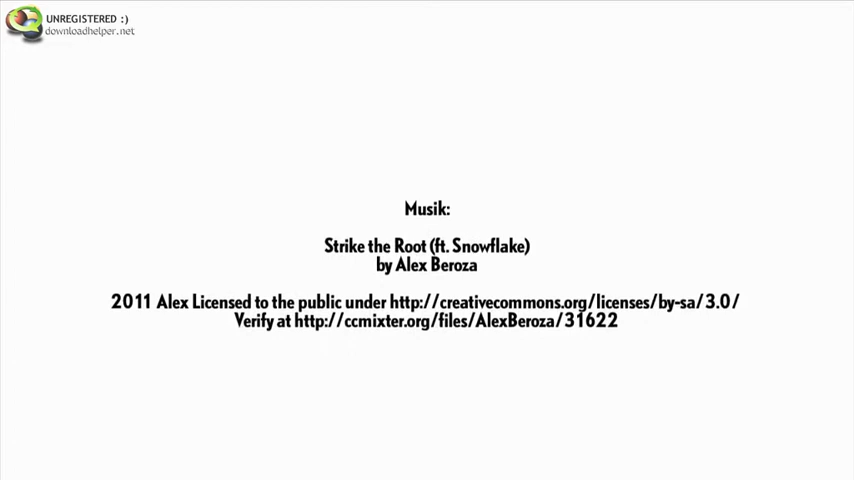 UNREGISTERED :)
downloadhelper.net
Musik:
Strike the Root (ft. Snowflake)
by Alex Beroza
2011 Alex Licensed to the public under http://creativecommons.org/licenses/by-sa/3.0/
Verify at http://ccmixter.org/files/AlexBeroza/31622